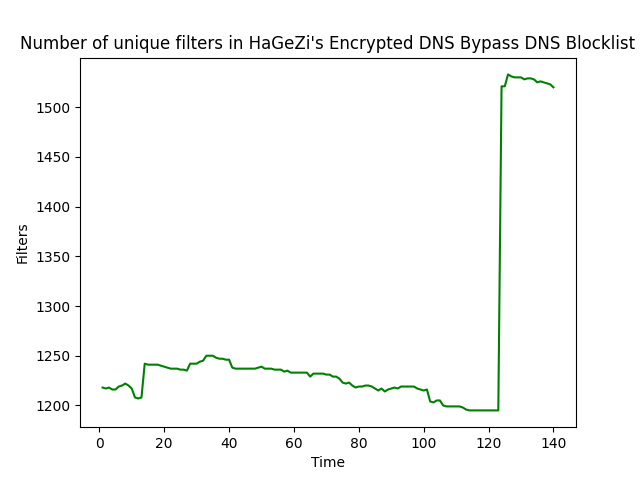 Number of unique filters in HaGeZi's Encrypted DNS Bypass DNS Blocklist
Filters
1500
1450
1400
1350
1300
1250
1200
0 20 40 60 80 100 120 140
Time